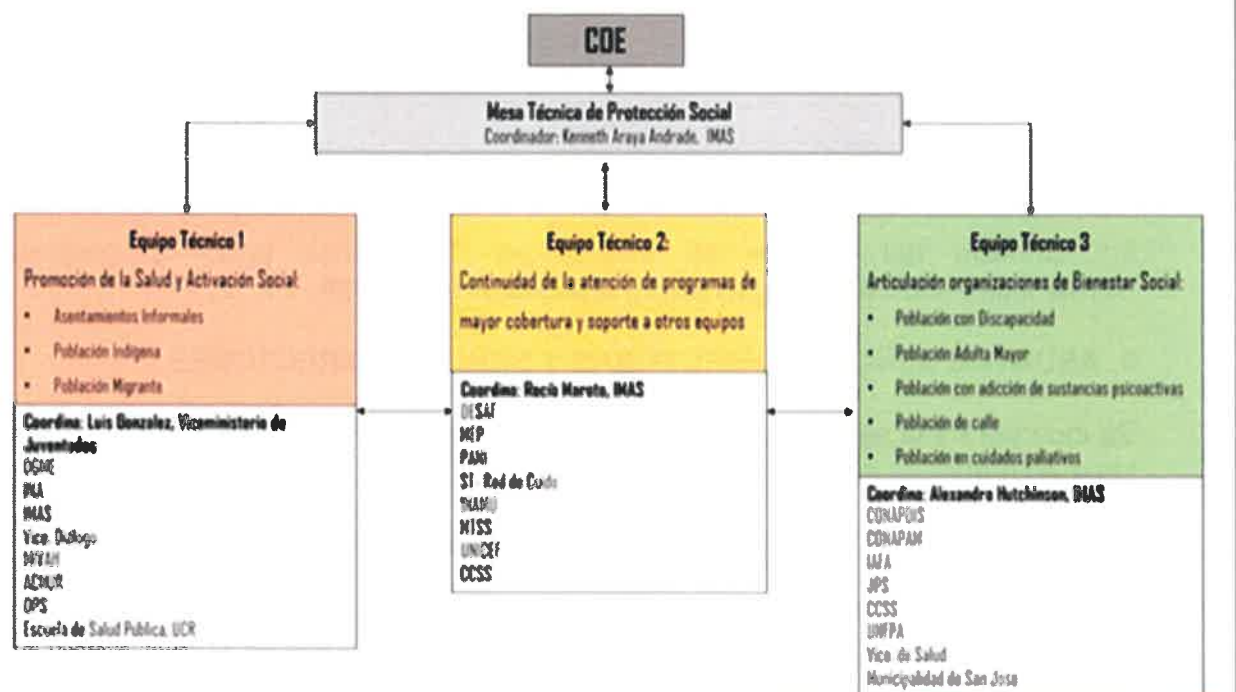 COE
Mesa Técnica de Protección Social
Coordinador: Kenneth Araya Andrade, IMAS
Equipo Técnico 1
Promoción de la Salud y Activación Social:
• Asentamientos Informales
• Población Indígena
• Población Migrante
Coordina: Luis Gonzalez, Viceministerio de
Juventudes
DGME
INA
IMAS
Vice. Diálogo
MIVAH
ACNUR
OPS
Escuela de Salud Pública, UCR
Equipo Técnico 2:
Continuidad de la atención de programas de
mayor cobertura y soporte a otros equipos
Coordina: Rocío Maroto, IMAS
DESAF
MEP
PANI
ST. Red de Cuido
INAMU
MTSS
UNICEF
CCSS
Equipo Técnico 3
Articulación organizaciones de Bienestar Social:
• Población con Discapacidad
• Población Adulta Mayor
• Población con adicción de sustancias psicoactivas
• Población de calle
• Población en cuidados paliativos
Coordina: Alexandra Hutchinson, IMAS
CONAPDIS
CONAPAM
IAFA
JPS
CCSS
UNFPA
Vice. de Salud
Municipalidad de San Jose